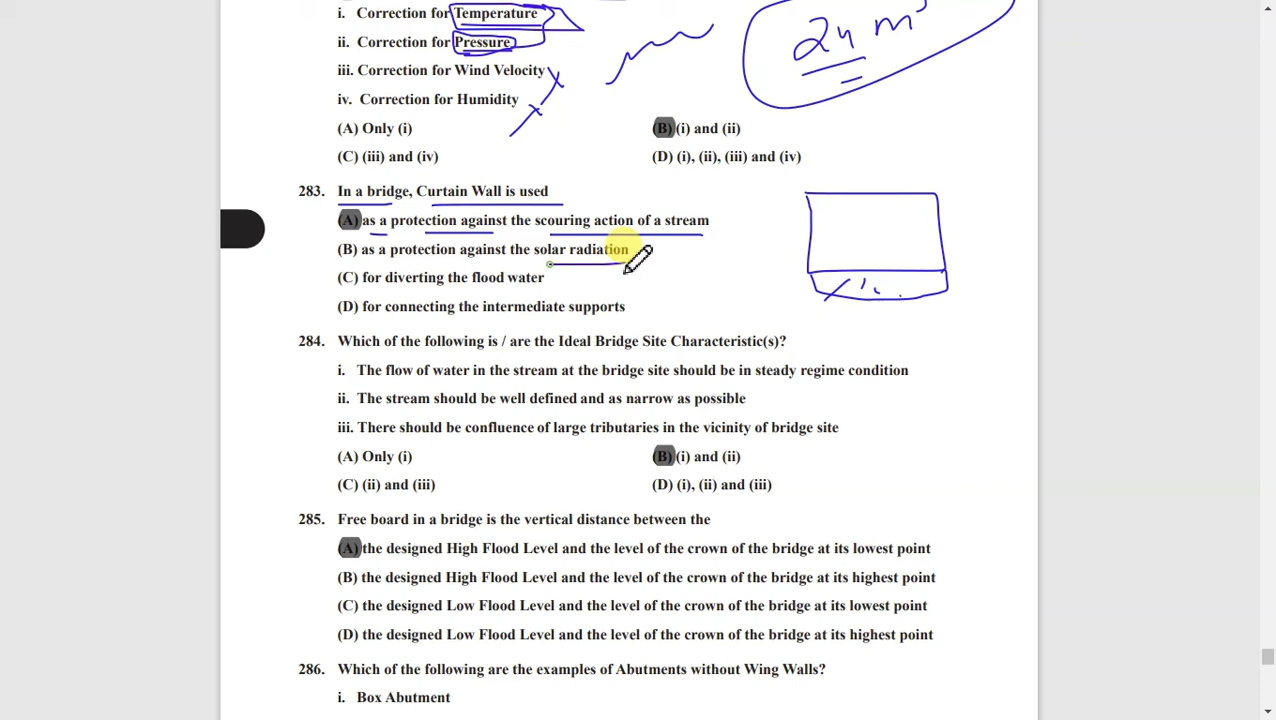 i. Correction for Temperature
ii. Correction for Pressure
24 m³
iii. Correction for Wind Velocity
iv. Correction for Humidity
(A) Only (i)
(B) (i) and (ii)
(C) (iii) and (iv)
(D) (i), (ii), (iii) and (iv)
283. In a bridge, Curtain Wall is used
(A) as a protection against the scouring action of a stream
(B) as a protection against the solar radiation
(C) for diverting the flood water
(D) for connecting the intermediate supports
284. Which of the following is / are the Ideal Bridge Site Characteristic(s)?
i. The flow of water in the stream at the bridge site should be in steady regime condition
ii. The stream should be well defined and as narrow as possible
iii. There should be confluence of large tributaries in the vicinity of bridge site
(A) Only (i)
(B) (i) and (ii)
(C) (ii) and (iii)
(D) (i), (ii) and (iii)
285. Free board in a bridge is the vertical distance between the
(A) the designed High Flood Level and the level of the crown of the bridge at its lowest point
(B) the designed High Flood Level and the level of the crown of the bridge at its highest point
(C) the designed Low Flood Level and the level of the crown of the bridge at its lowest point
(D) the designed Low Flood Level and the level of the crown of the bridge at its highest point
286. Which of the following are the examples of Abutments without Wing Walls?
i. Box Abutment